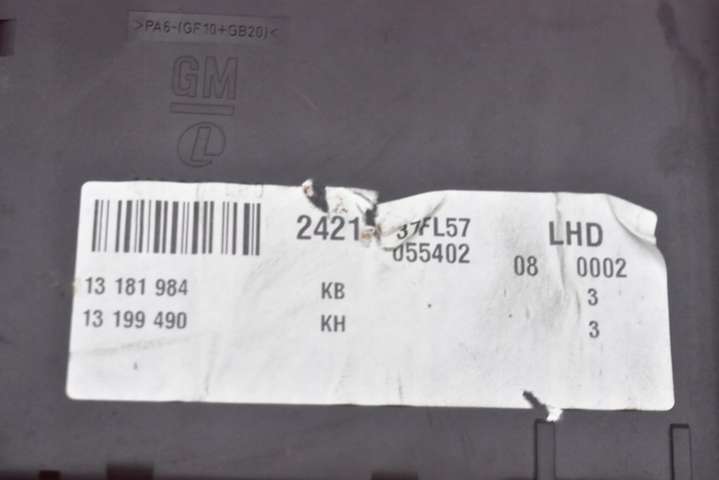 >PA6-(GF10+GB20)<
GM
2421 37FL57 LHD
055402
08 0002
13 181 984 KB 3
13 199 490 KH 3